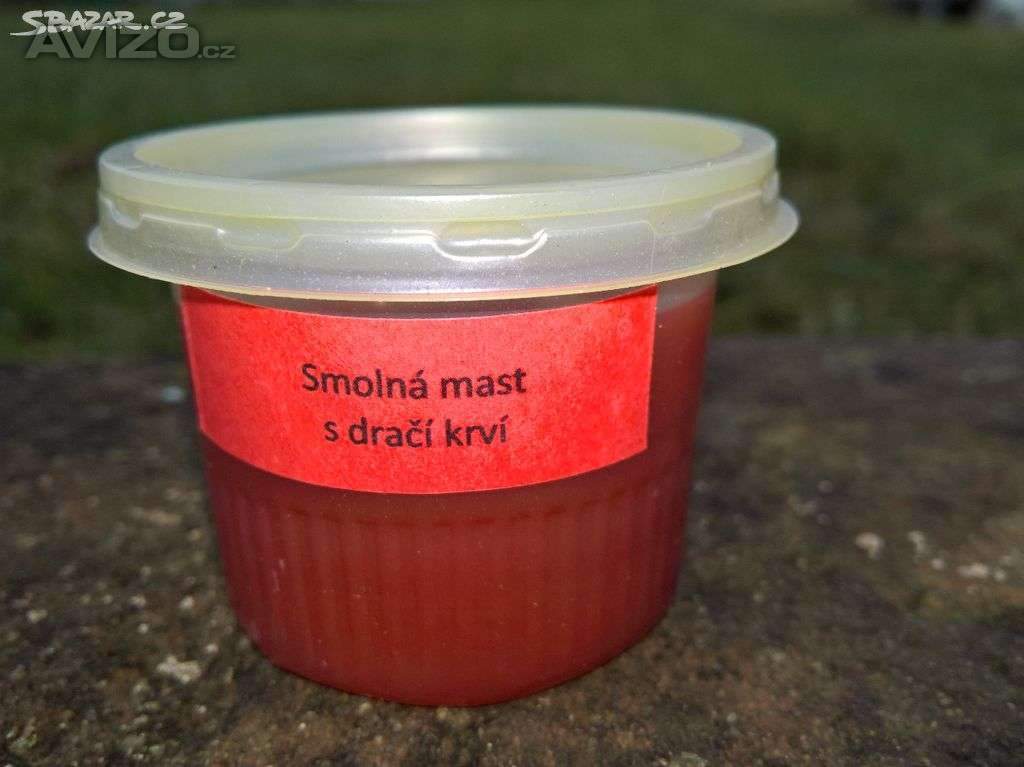 SBAZAR.CZ
AVIZO.cz
Smolná mast
s dračí krví